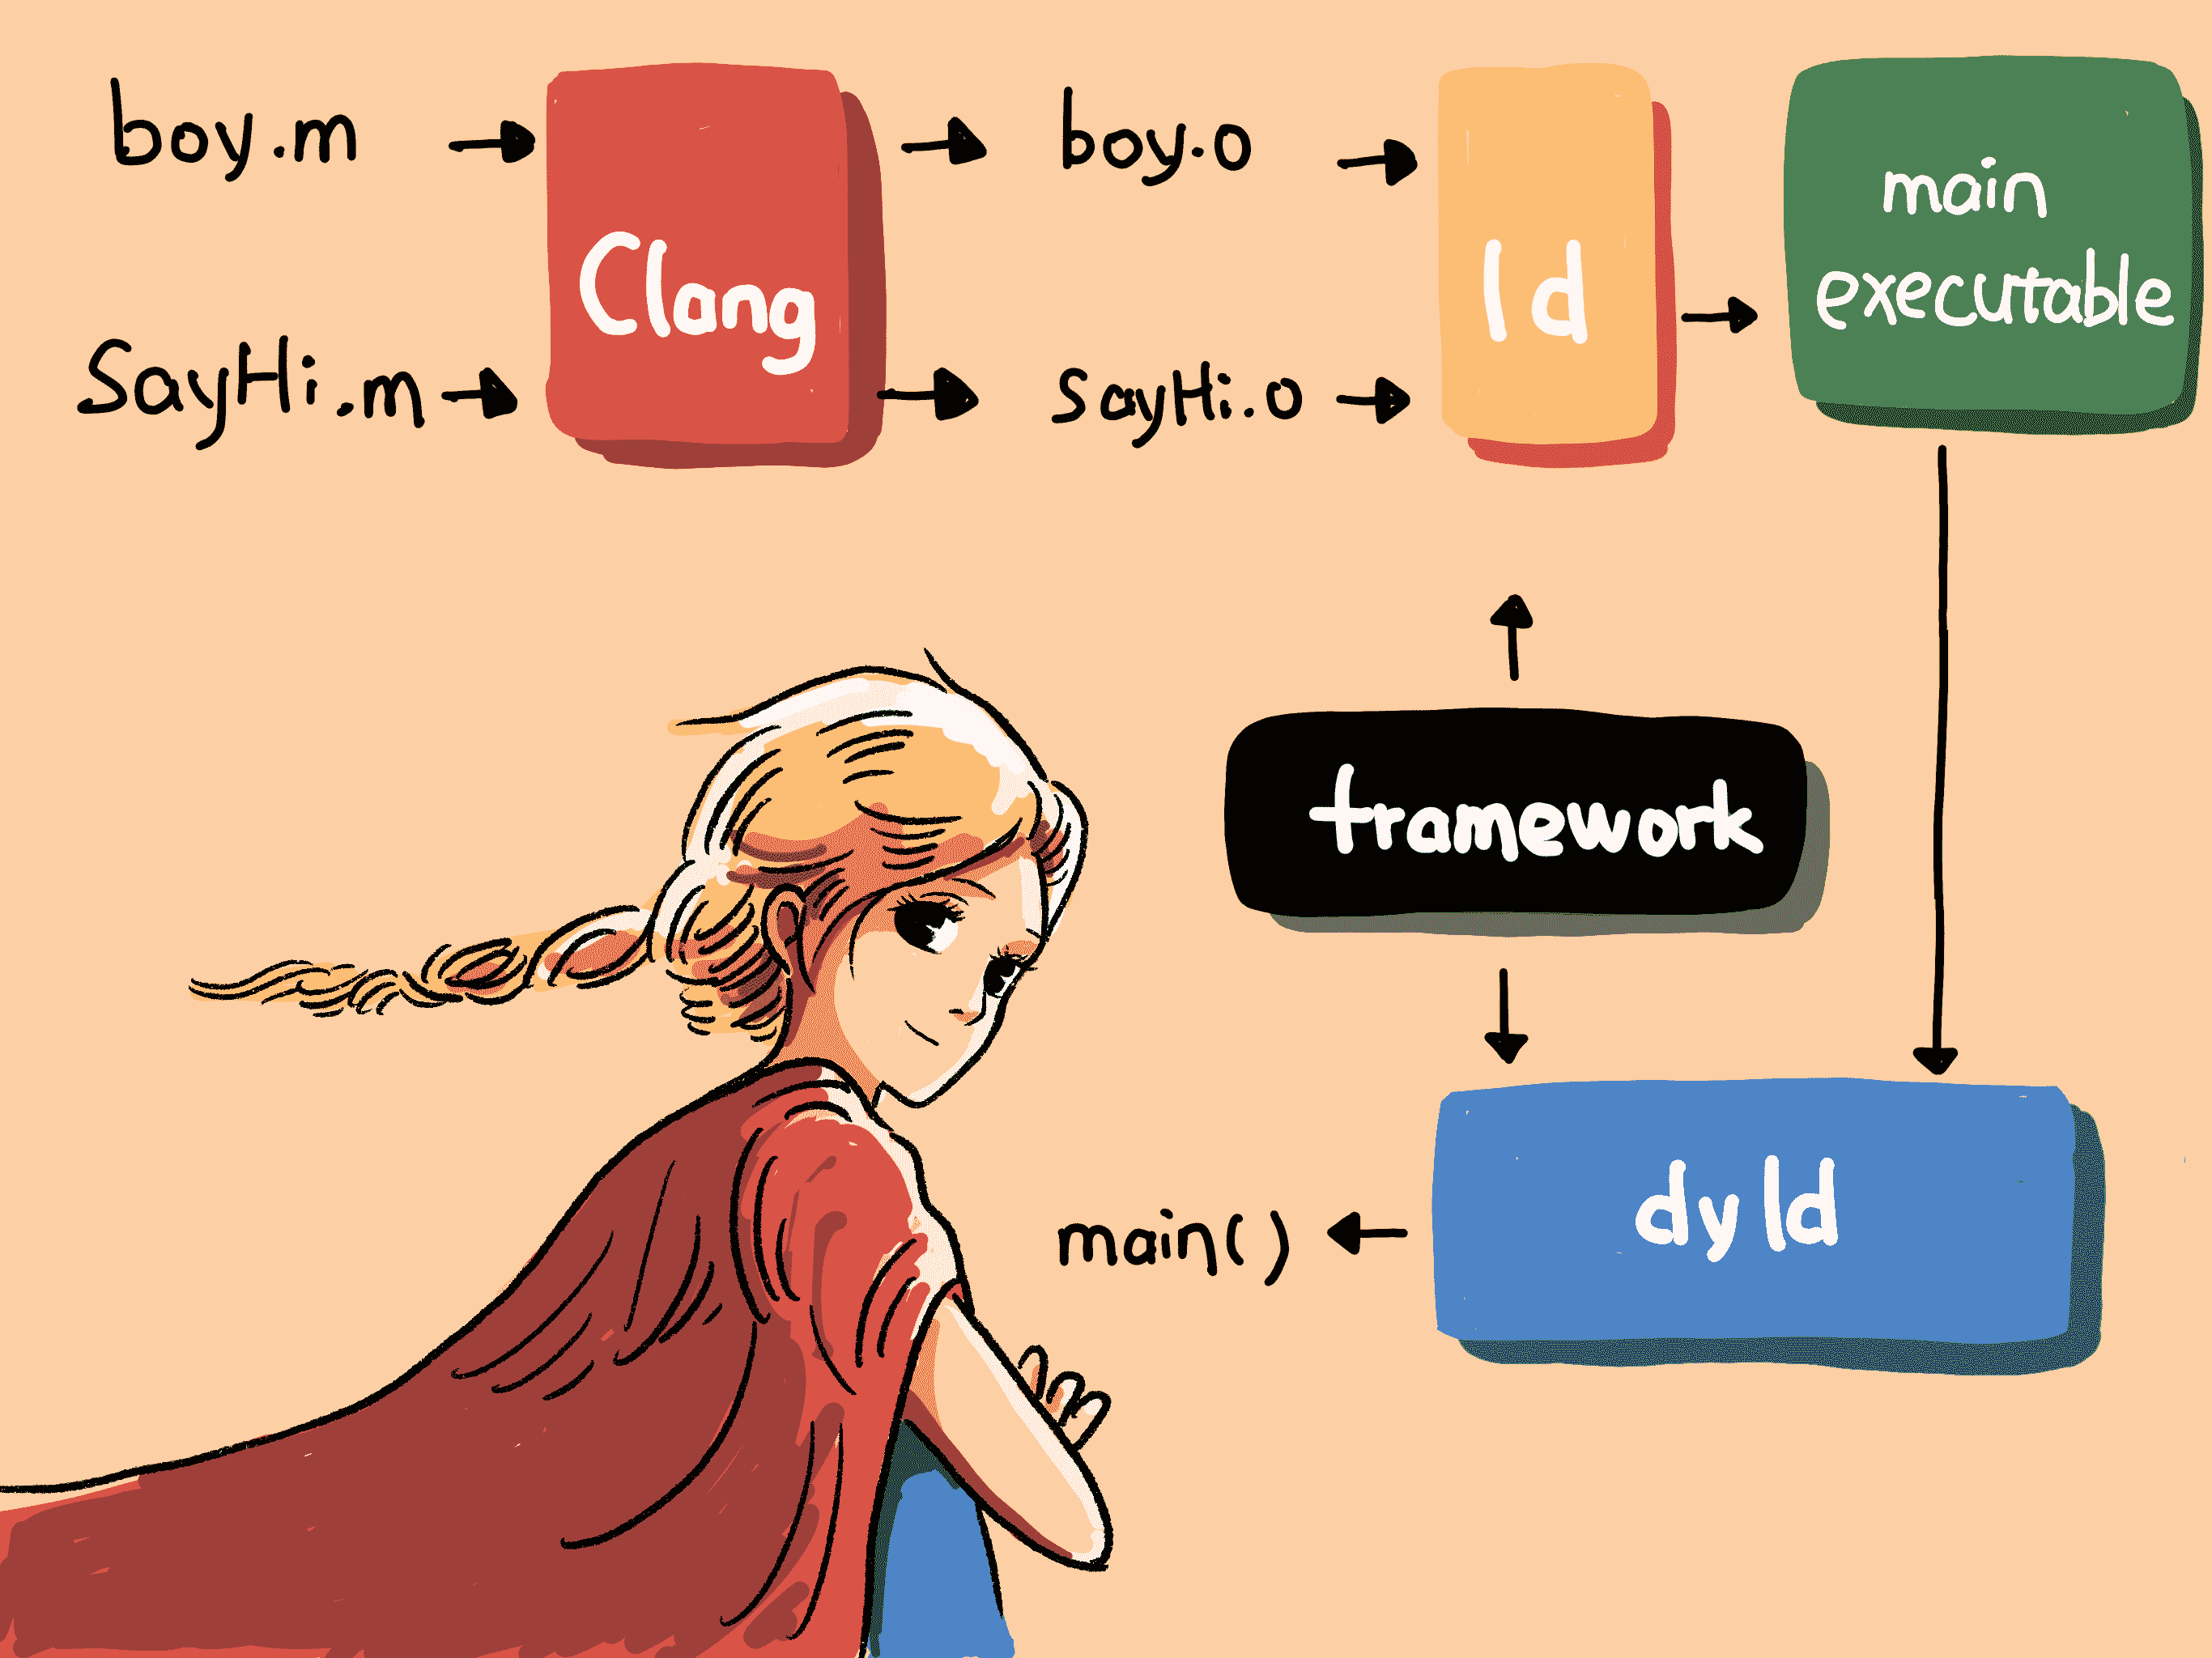 boy.m
Clang
boy.o
ld
main
executable
SayHi.m
sayHi.o
framework
dyld
main()